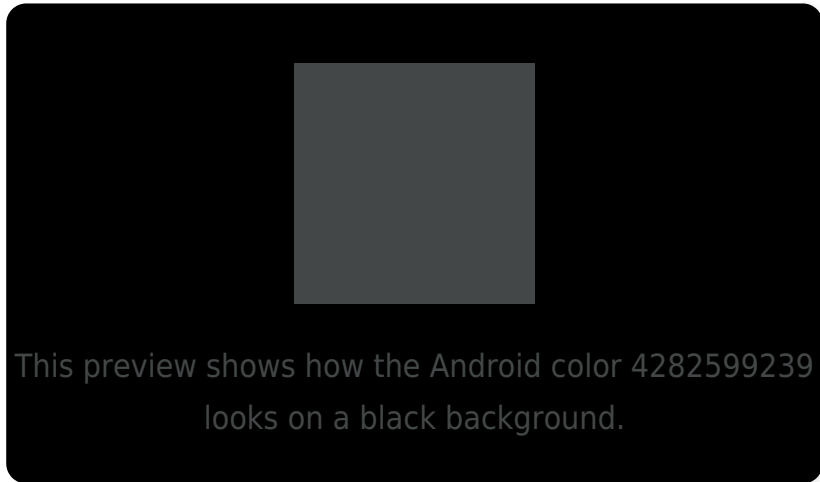 This preview shows how the Android color 4282599239
looks on a black background.